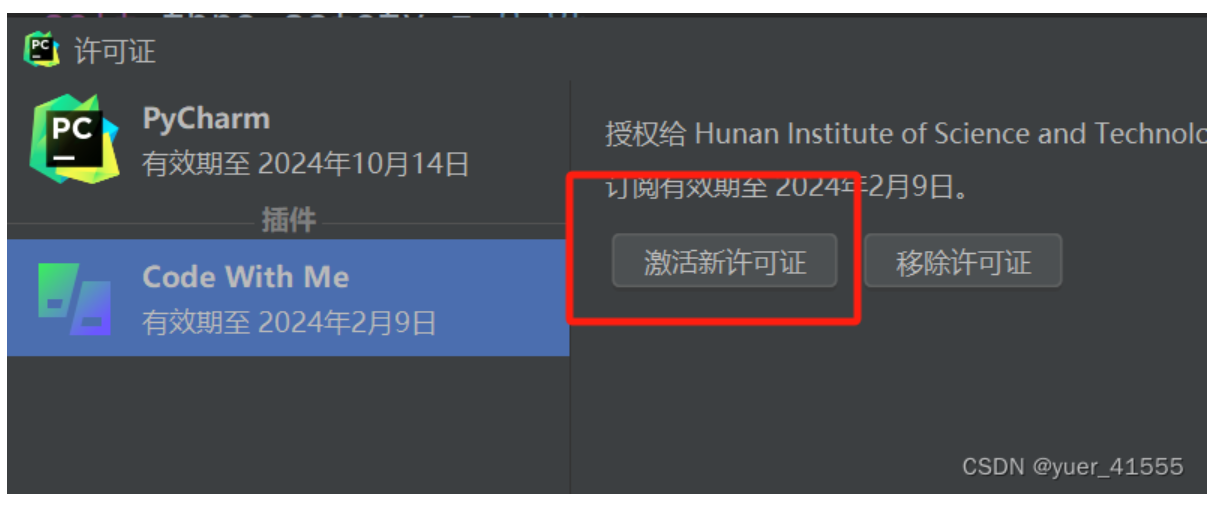 PC 许可证
PC PyCharm
有效期至 2024年10月14日
插件
Code With Me
有效期至 2024年2月9日
授权给 Hunan Institute of Science and
订阅有效期至 2024年2月9日。
激活新许可证 移除许可证
CSDN @yuer_41555